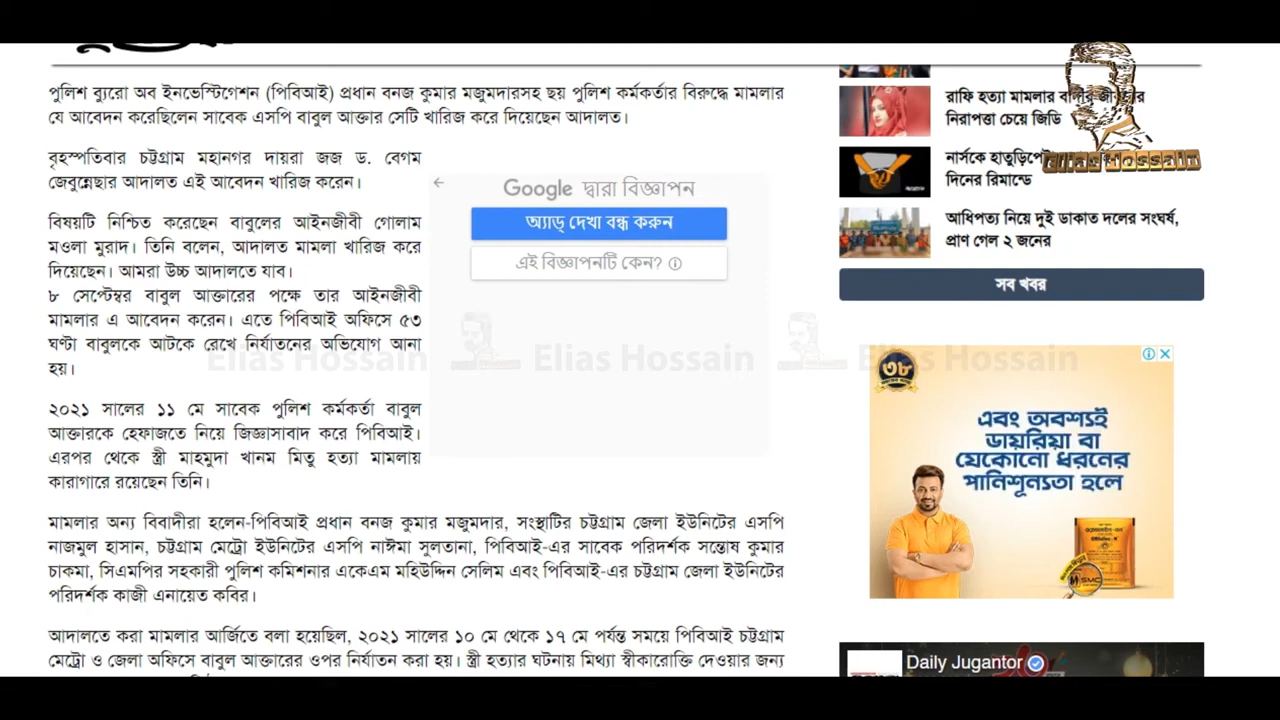 পুলিশ ব্যুরো অব ইনভেস্টিগেশন (পিবিআই) প্রধান বনজ কুমার মজুমদারসহ ছয় পুলিশ কর্মকর্তার বিরুদ্ধে মামলার
যে আবেদন করেছিলেন সাবেক এসপি বাবুল আক্তার সেটি খারিজ করে দিয়েছেন আদালত।
বৃহস্পতিবার চট্টগ্রাম মহানগর দায়রা জজ ড. বেগম
জেবুন্নেছার আদালত এই আবেদন খারিজ করেন।
বিষয়টি নিশ্চিত করেছেন বাবুলের আইনজীবী গোলাম
মওলা মুরাদ। তিনি বলেন, আদালত মামলা খারিজ করে
দিয়েছেন। আমরা উচ্চ আদালতে যাব।
৮ সেপ্টেম্বর বাবুল আক্তারের পক্ষে তার আইনজীবী
মামলার এ আবেদন করেন। এতে পিবিআই অফিসে ৫৩
ঘণ্টা বাবুলকে আটকে রেখে নির্যাতনের অভিযোগ আনা
হয়।
২০২১ সালের ১১ মে সাবেক পুলিশ কর্মকর্তা বাবুল
আক্তারকে হেফাজতে নিয়ে জিজ্ঞাসাবাদ করে পিবিআই।
এরপর থেকে স্ত্রী মাহমুদা খানম মিতু হত্যা মামলায়
কারাগারে রয়েছেন তিনি।
মামলার অন্য বিবাদীরা হলেন-পিবিআই প্রধান বনজ কুমার মজুমদার, সংস্থাটির চট্টগ্রাম জেলা ইউনিটের এসপি
নাজমুল হাসান, চট্টগ্রাম মেট্রো ইউনিটের এসপি নাঈমা সুলতানা, পিবিআই-এর সাবেক পরিদর্শক সন্তোষ কুমার
চাকমা, সিএমপির সহকারী পুলিশ কমিশনার একেএম মহিউদ্দিন সেলিম এবং পিবিআই-এর চট্টগ্রাম জেলা ইউনিটের
পরিদর্শক কাজী এনায়েত কবির।
আদালতে করা মামলার আর্জিতে বলা হয়েছিল, ২০২১ সালের ১০ মে থেকে ১৭ মে পর্যন্ত সময়ে পিবিআই চট্টগ্রাম
মেট্রো ও জেলা অফিসে বাবুল আক্তারের ওপর নির্যাতন করা হয়। স্ত্রী হত্যার ঘটনায় মিথ্যা স্বীকারোক্তি দেওয়ার জন্য
Google দ্বারা বিজ্ঞাপন
অ্যাড্ দেখা বন্ধ করুন
এই বিজ্ঞাপনটি কেন?
Elias Hossain Elias Hossain Elias Hossain
রাফি হত্যা মামলার
নিরাপত্তা চেয়ে জিডি
Elias Hossain
নার্সকে
দিনের রিমান্ডে
আধিপত্য নিয়ে দুই ডাকাত দলের সংঘর্ষ,
প্রাণ গেল ২ জনের
সব খবর
৩৮
এবং অবশ্যই
ডায়রিয়া বা
যেকোনো ধরনের
পানিশূন্যতা হলে
SMC
Daily Jugantor